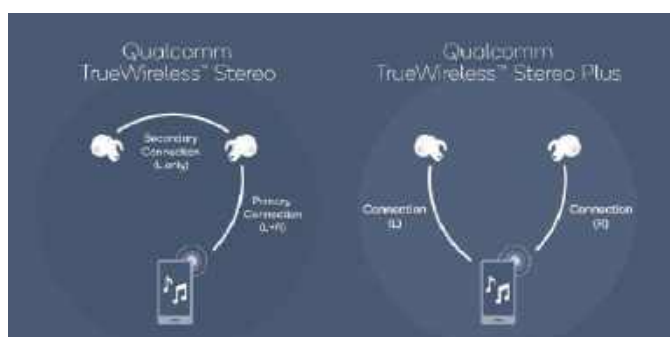 Qualcomm
TrueWireless™ Stereo
Secondary
Connection
(L only)
Primary
Connection
(L+R)
Qualcomm
TrueWireless™ Stereo Plus
Connection
(L)
Connection
(R)